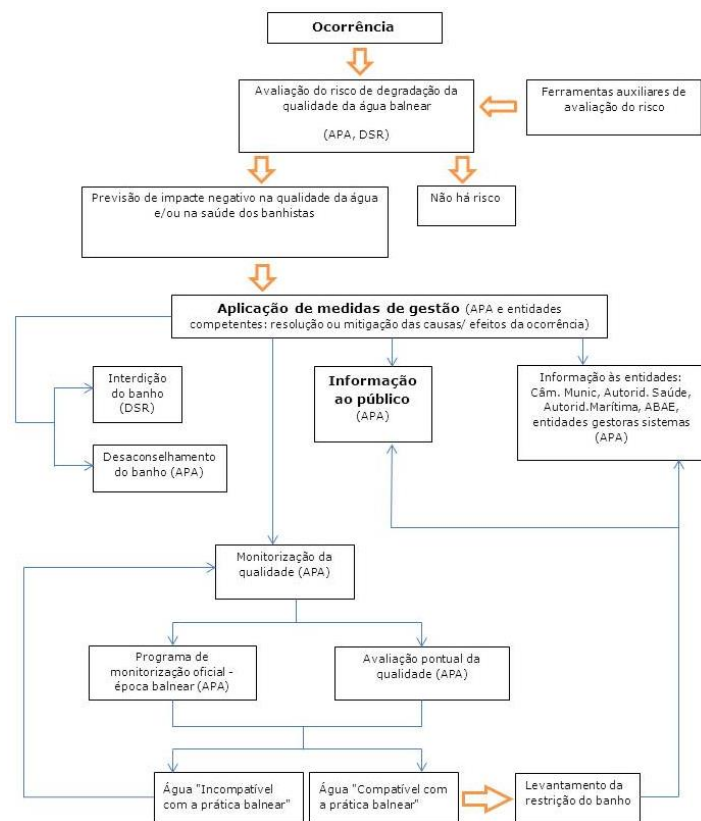 Ocorrência
Avaliação do risco de degradação da
qualidade da água balnear
(APA, DSR)
Ferramentas auxiliares de
avaliação do risco
Previsão de impacte negativo na qualidade da água
e/ou na saúde dos banhistas
Não há risco
Aplicação de medidas de gestão (APA e entidades
competentes: resolução ou mitigação das causas/ efeitos da ocorrência)
Interdição
do banho
(DSR)
Informação
ao público
(APA)
Informação às entidades:
Câm. Munic, Autorid. Saúde,
Autorid.Marítima, ABAE,
entidades gestoras sistemas
(APA)
Desaconselhamento
do banho (APA)
Monitorização da
qualidade (APA)
Programa de
monitorização oficial -
época balnear (APA)
Avaliação pontual da
qualidade (APA)
Água "Incompatível
com a prática balnear"
Água "Compatível com
a prática balnear"
Levantamento da
restrição do banho